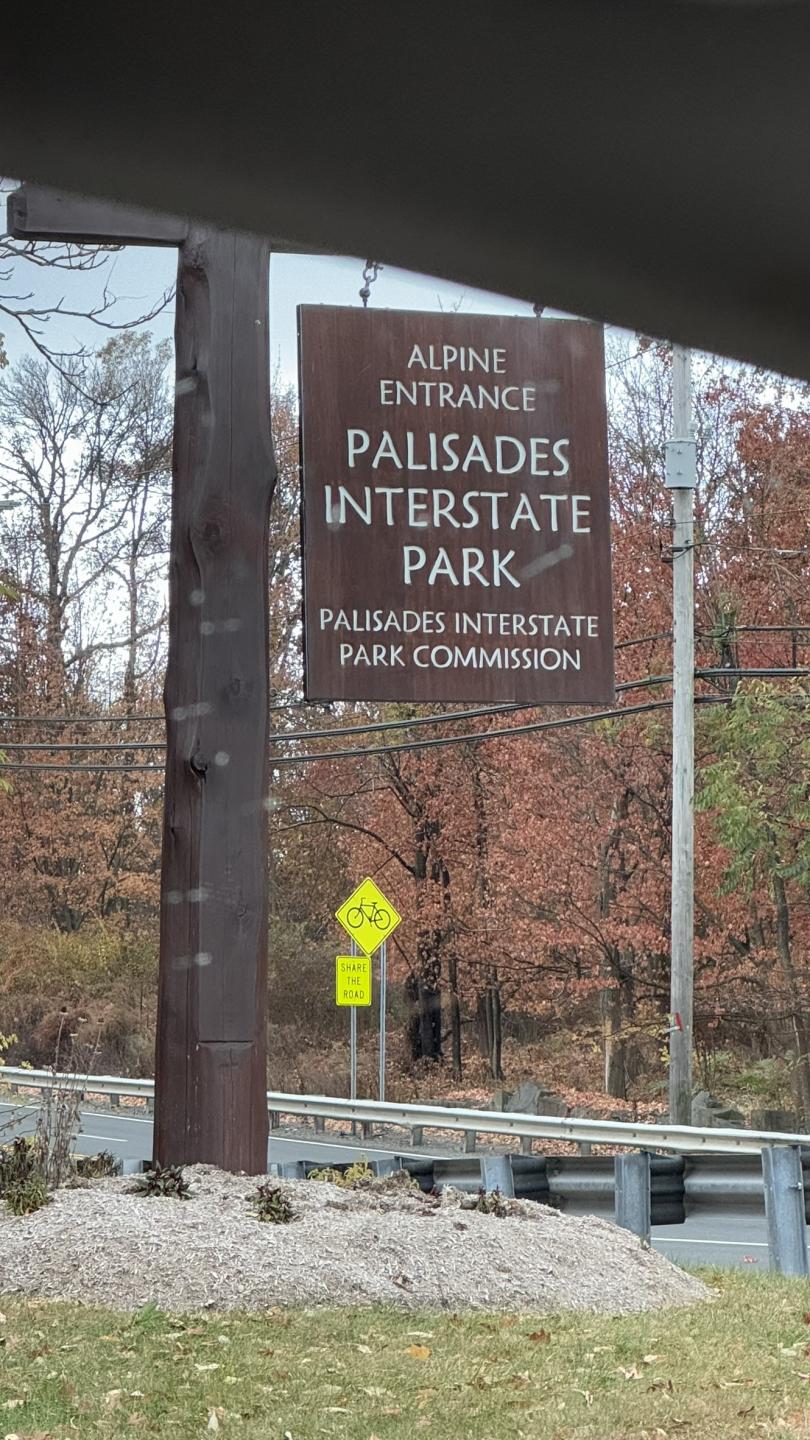 ALPINE
ENTRANCE
PALISADES
INTERSTATE
PARK
PALISADES INTERSTATE
PARK COMMISSION
SHARE
THE
ROAD